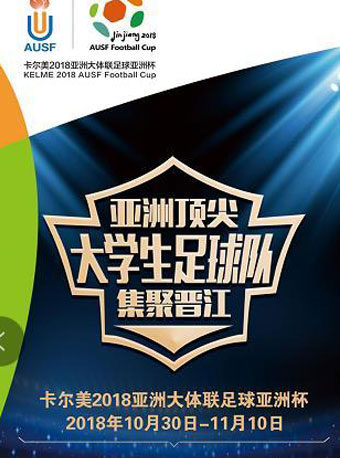 Jinjiang 2018
AUSF
AUSF Football Cup
卡尔美2018亚洲大体联足球亚洲杯
KELME 2018 AUSF Football Cup
亚洲顶尖
大学生足球队
集聚晋江
卡尔美2018亚洲大体联足球亚洲杯
2018年10月30日-11月10日